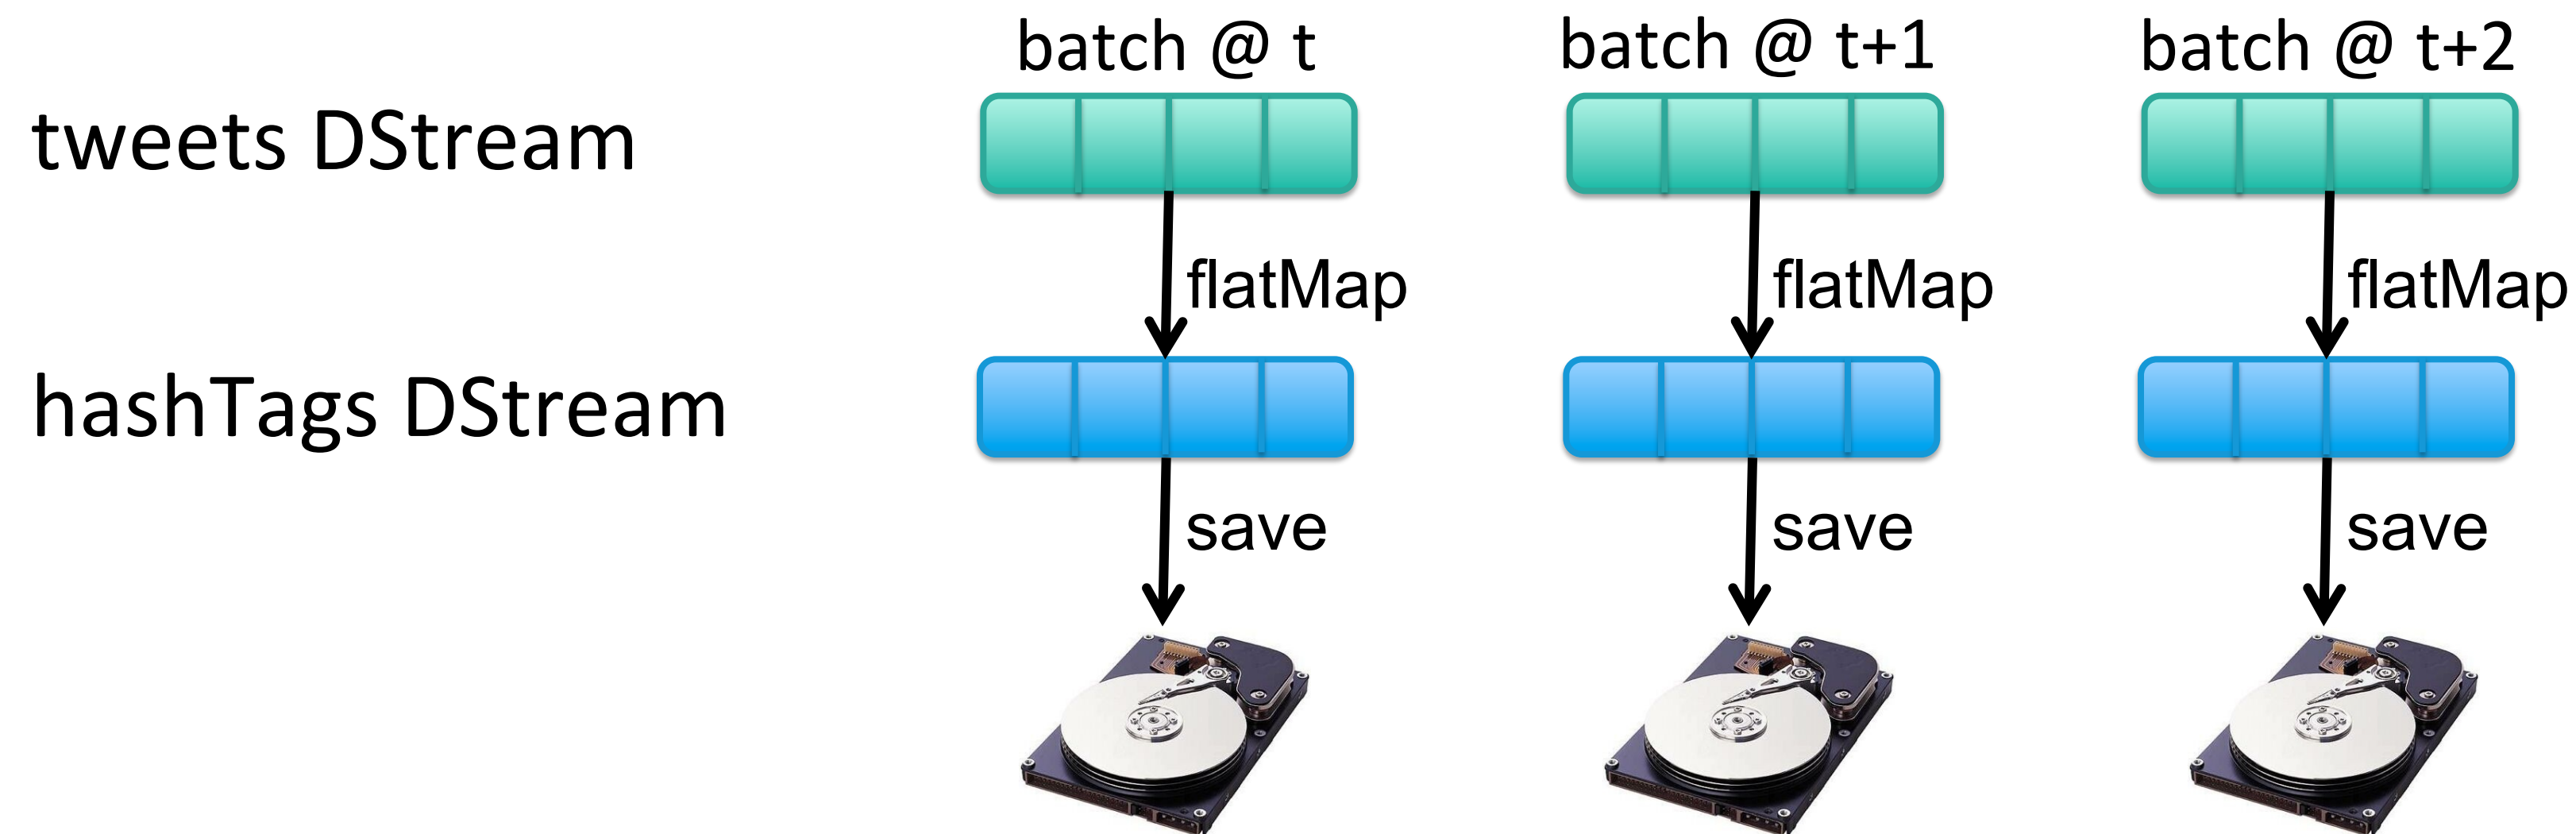 batch @ t
batch @ t+1
batch @ t+2
tweets DStream
flatMap
flatMap
flatMap
hashTags DStream
save
save
save